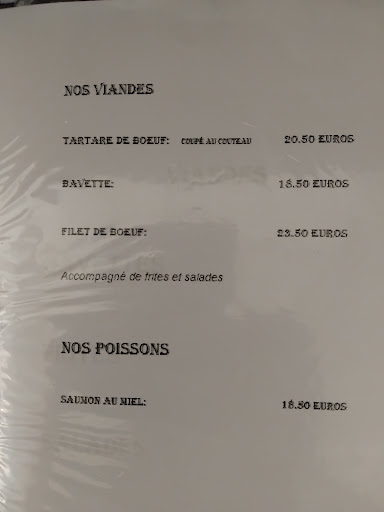 NOS VIANDES
TARTARE DE BOEUF: COUPÉ AU COUTEAU 20.50 EUROS
BAVETTE: 18.50 EUROS
FILET DE BOEUF: 23.50 EUROS
Accompagné de frites et salades
NOS POISSONS
SAUMON AU MIEL: 18.50 EUROS